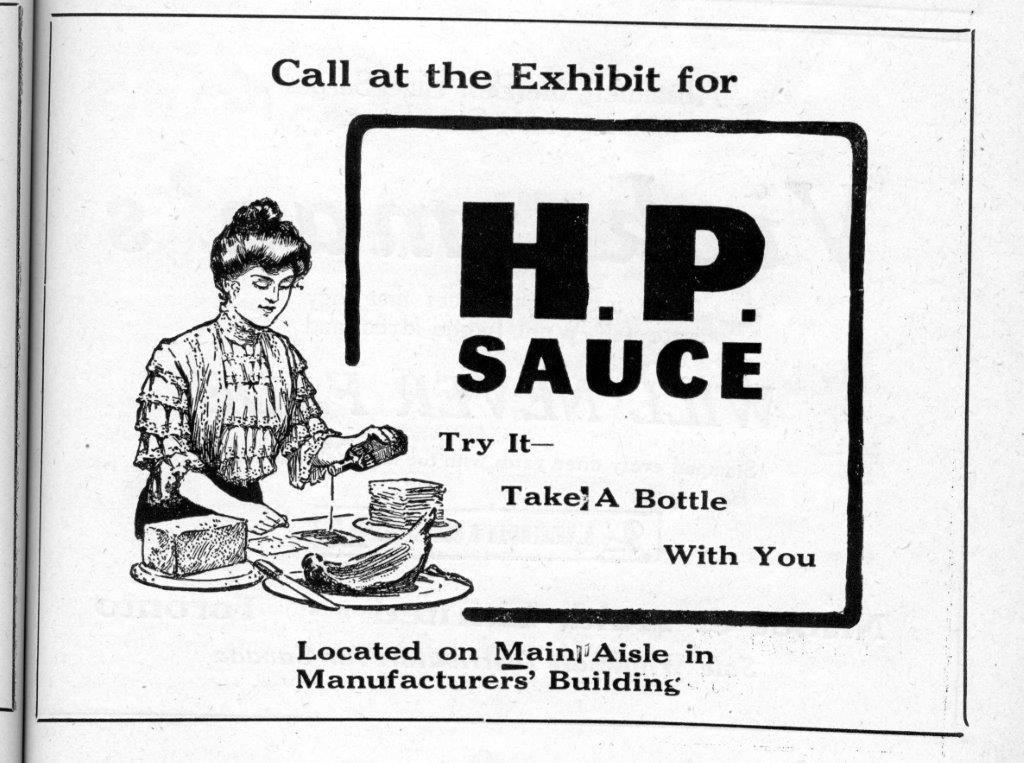 Call at the Exhibit for
H.P.
SAUCE
Try It—
Take A Bottle
With You
Located on Main Aisle in
Manufacturers' Building